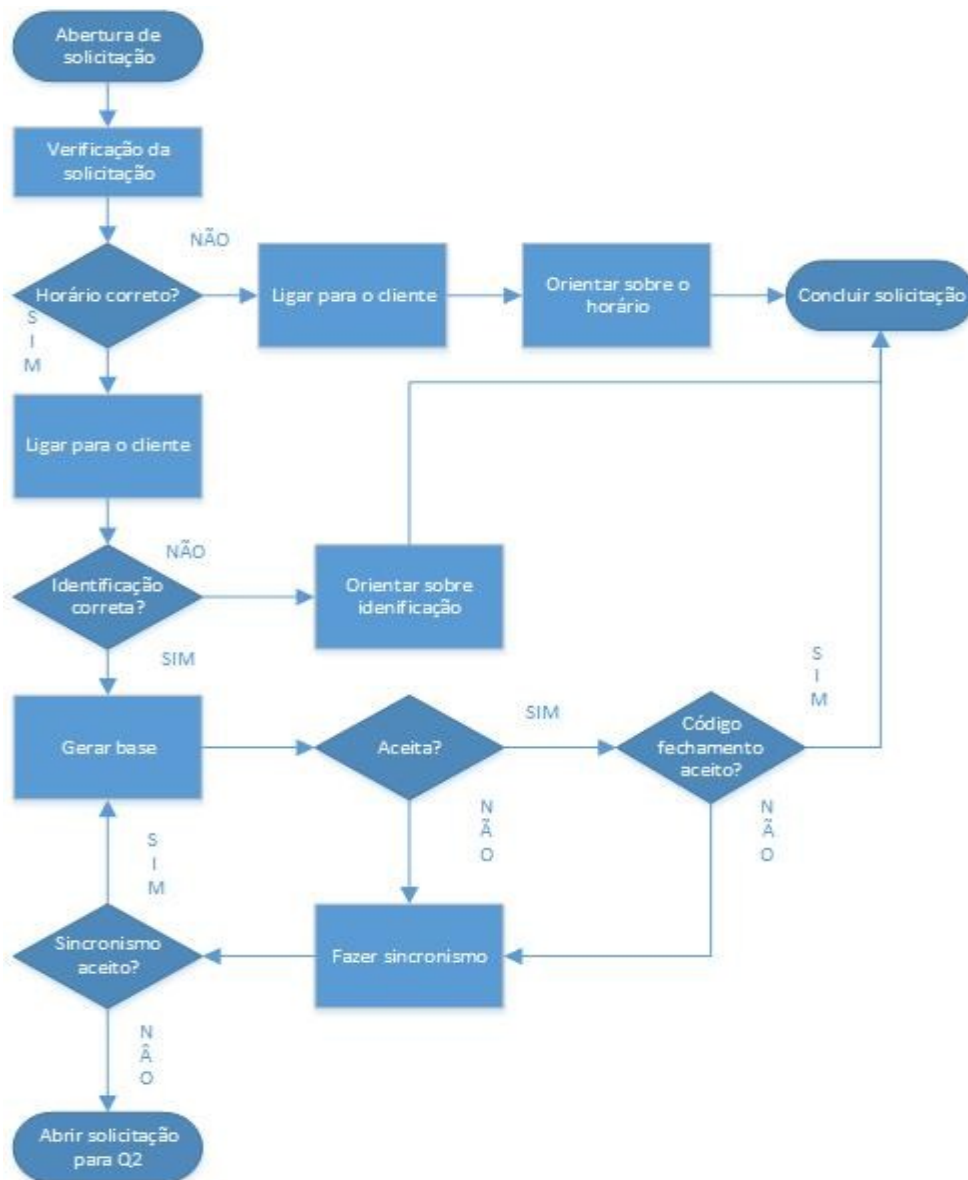 Abertura de
solicitação
Verificação da
solicitação
NÃO
Horário correto?
Ligar para o cliente
Orientar sobre o
horário
Concluir solicitação
S
I
M
Ligar para o cliente
NÃO
Identificação
correta?
Orientar sobre
idenificação
SIM
S
I
M
Gerar base
Aceita?
SIM
Código
fechamento
aceito?
N
Ã
O
N
Ã
O
S
I
M
Sincronismo
aceito?
Fazer sincronismo
N
Ã
O
Abrir solicitação
para Q2